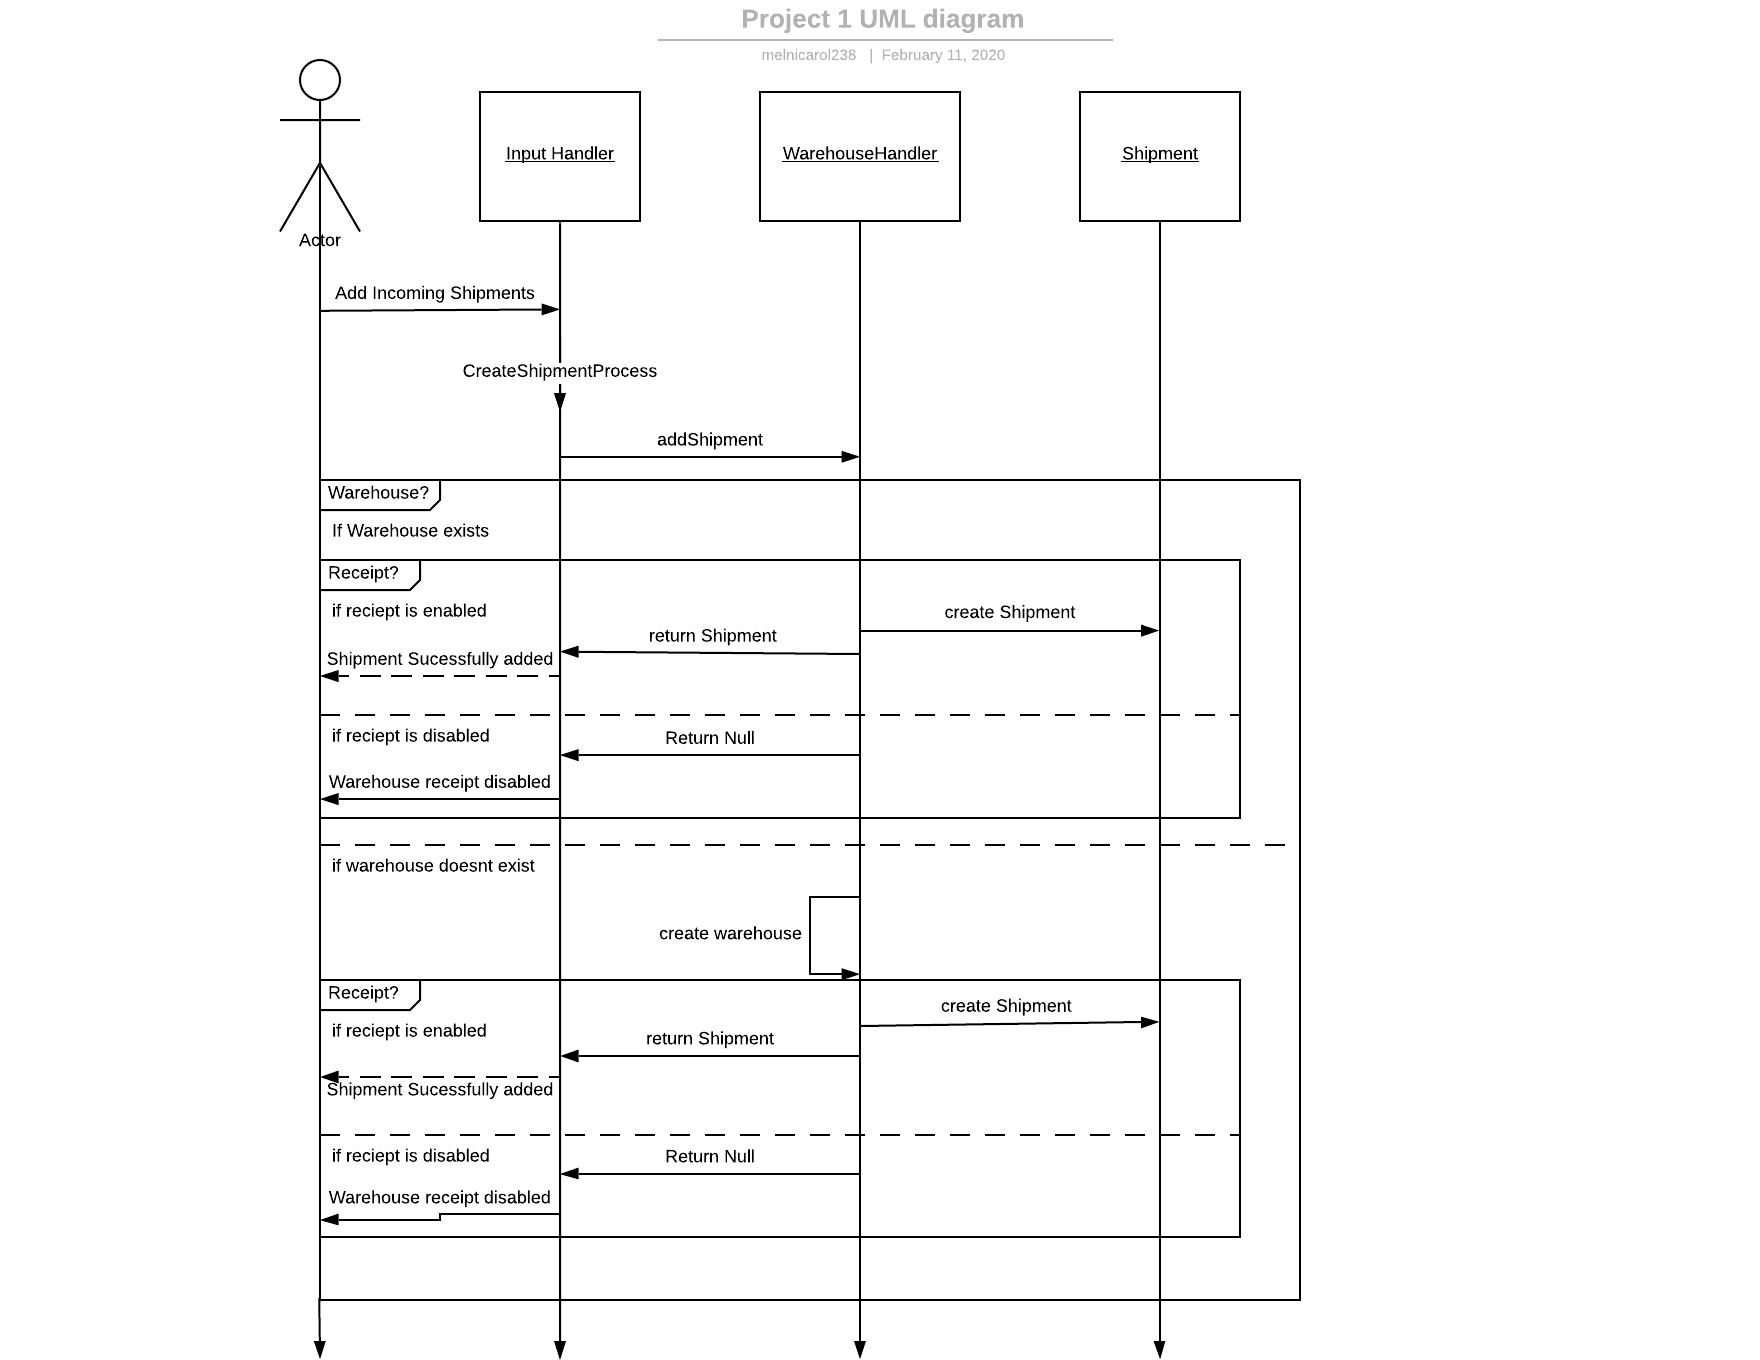 Project 1 UML diagram
melnicarol238 | February 11, 2020
Input Handler
WarehouseHandler
Shipment
Actor
Add Incoming Shipments
CreateShipmentProcess
addShipment
Warehouse?
If Warehouse exists
Receipt?
if reciept is enabled
create Shipment
return Shipment
Shipment Sucessfully added
if reciept is disabled
Return Null
Warehouse receipt disabled
if warehouse doesnt exist
create warehouse
Receipt?
create Shipment
if reciept is enabled
return Shipment
Shipment Sucessfully added
if reciept is disabled
Return Null
Warehouse receipt disabled